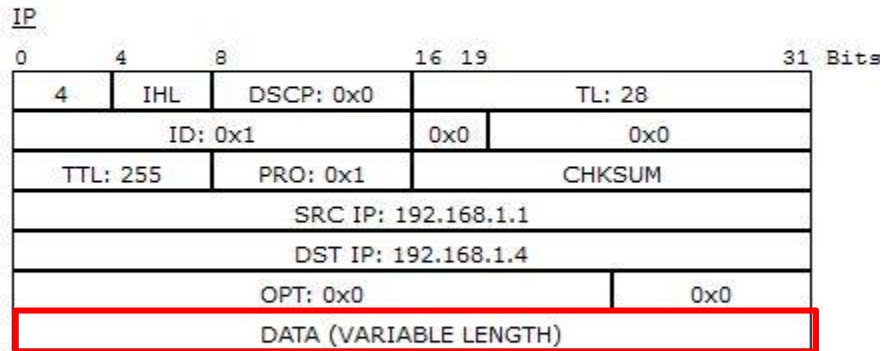 IP
0 4 8 16 19 31 Bits
4 IHL DSCP: 0x0 TL: 28
ID: 0x1 0x0 0x0
TTL: 255 PRO: 0x1 CHKSUM
SRC IP: 192.168.1.1
DST IP: 192.168.1.4
OPT: 0x0 0x0
DATA (VARIABLE LENGTH)